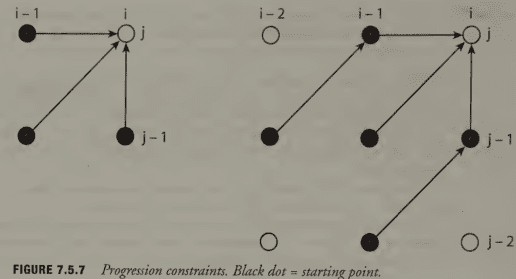 i – 1 i i – 2 i – 1 i
j j
j – 1 j – 1
j – 2
FIGURE 7.5.7 Progression constraints. Black dot = starting point.